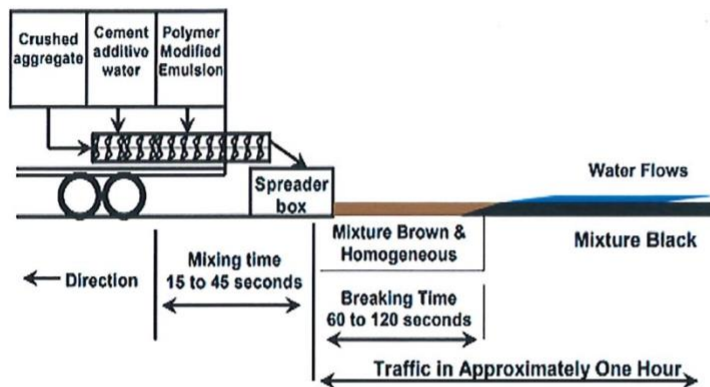 Crushed
aggregate
Cement
additive
water
Polymer
Modified
Emulsion
Spreader
box
Water Flows
Mixture Brown &
Homogeneous
Mixture Black
Direction
Mixing time
15 to 45 seconds
Breaking Time
60 to 120 seconds
Traffic in Approximately One Hour